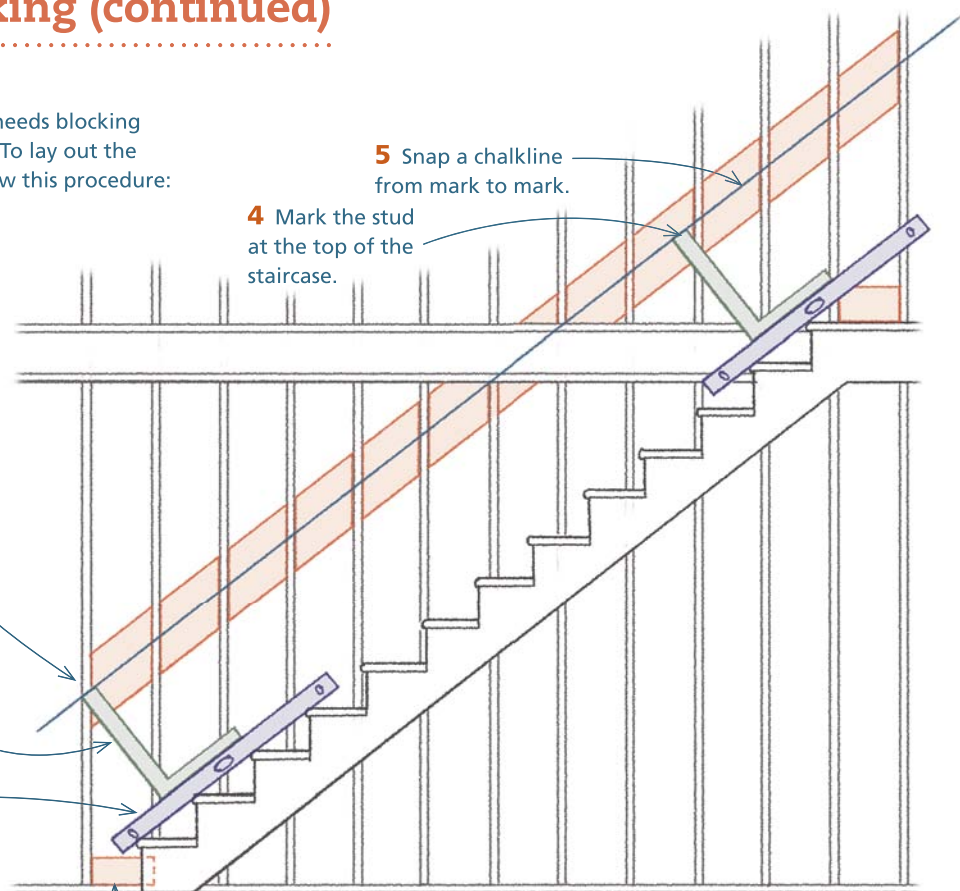 king (continued)
needs blocking
To lay out the
w this procedure:
5 Snap a chalkline
from mark to mark.
4 Mark the stud
at the top of the
staircase.